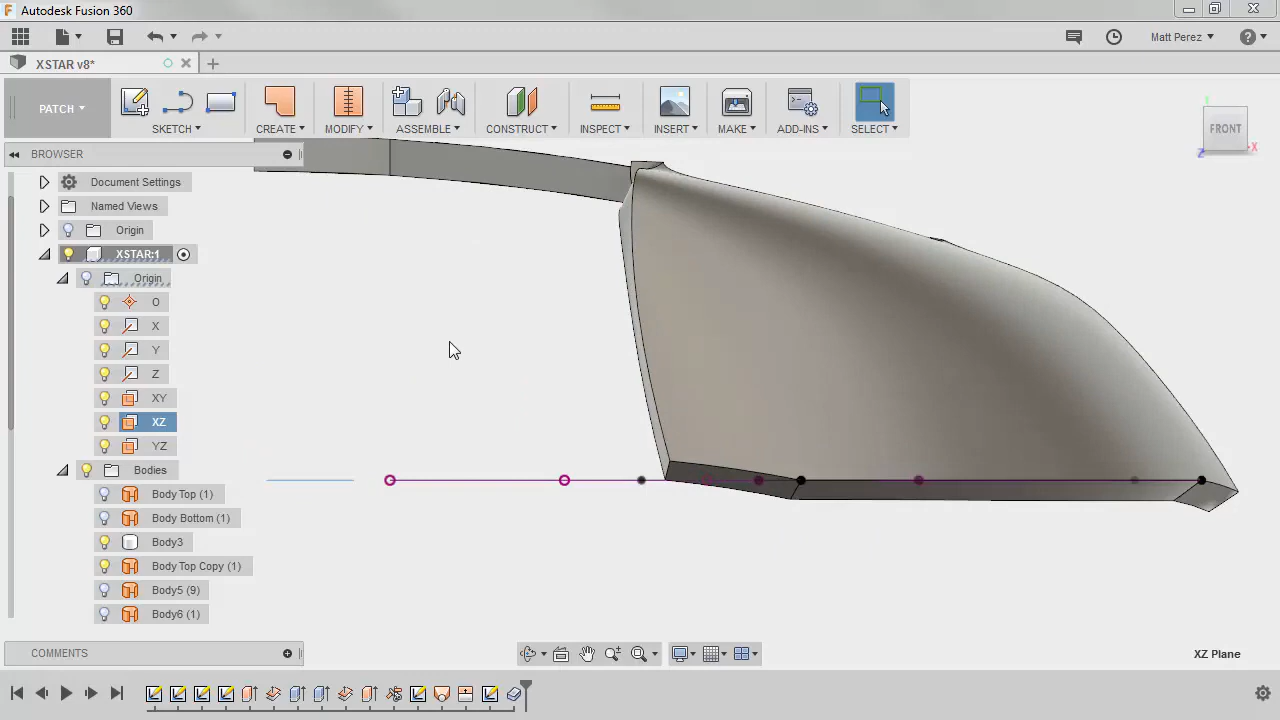 Autodesk Fusion 360
Matt Perez
XSTAR v8*
PATCH
SKETCH
CREATE
MODIFY
ASSEMBLE
CONSTRUCT
INSPECT
INSERT
MAKE
ADD-INS
SELECT
FRONT
X
Z
BROWSER
Document Settings
Named Views
Origin
XSTAR:1
Origin
O
X
Y
Z
XY
XZ
YZ
Bodies
Body Top (1)
Body Bottom (1)
Body3
Body Top Copy (1)
Body5 (9)
Body6 (1)
COMMENTS
XZ Plane